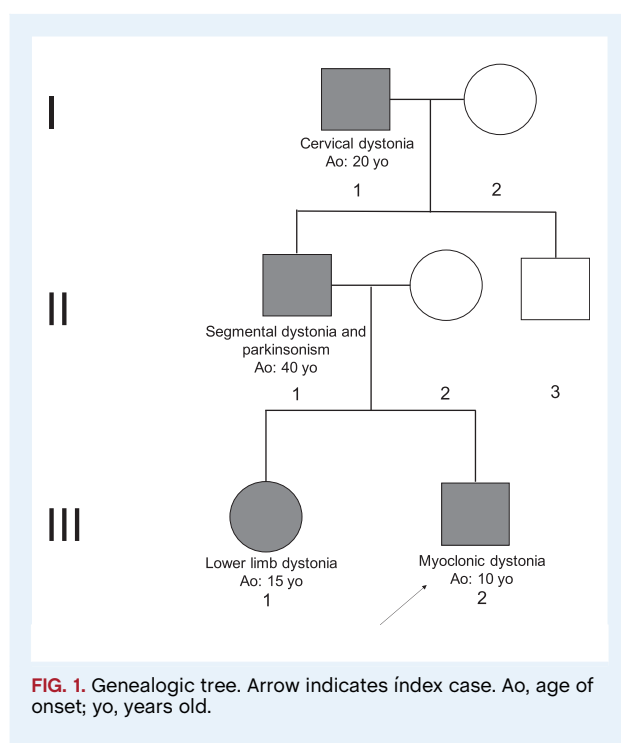 I
Cervical dystonia
Ao: 20 yo
1
2
II
Segmental dystonia and
parkinsonism
Ao: 40 yo
1
2
3
III
Lower limb dystonia
Ao: 15 yo
1
Myoclonic dystonia
Ao: 10 yo
2
FIG. 1. Genealogic tree. Arrow indicates índex case. Ao, age of
onset; yo, years old.